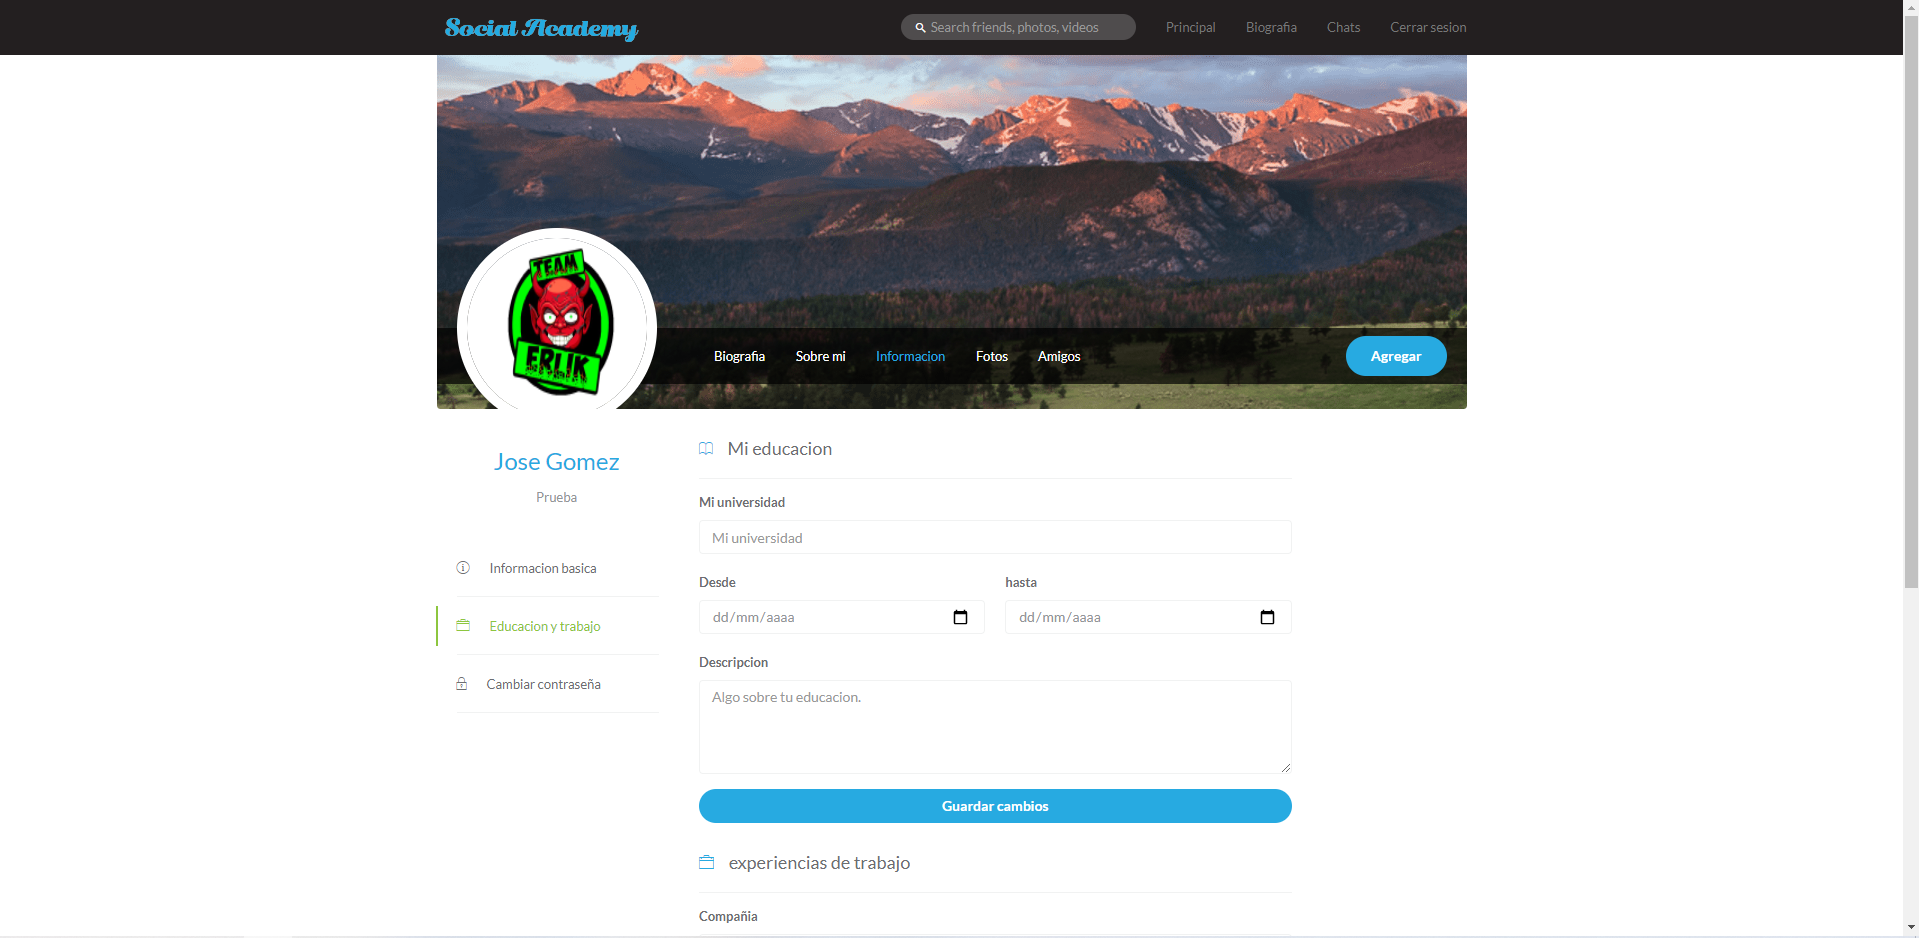 Social Academy
Search friends, photos, videos
Principal
Biografia
Chats
Cerrar sesion
TEAM
ERLIK
Biografia
Sobre mi
Informacion
Fotos
Amigos
Agregar
Jose Gomez
Prueba
Informacion basica
Educacion y trabajo
Cambiar contraseña
Mi educacion
Mi universidad
Mi universidad
Desde
hasta
dd/mm/aaaa
dd/mm/aaaa
Descripcion
Algo sobre tu educacion.
Guardar cambios
experiencias de trabajo
Compañia